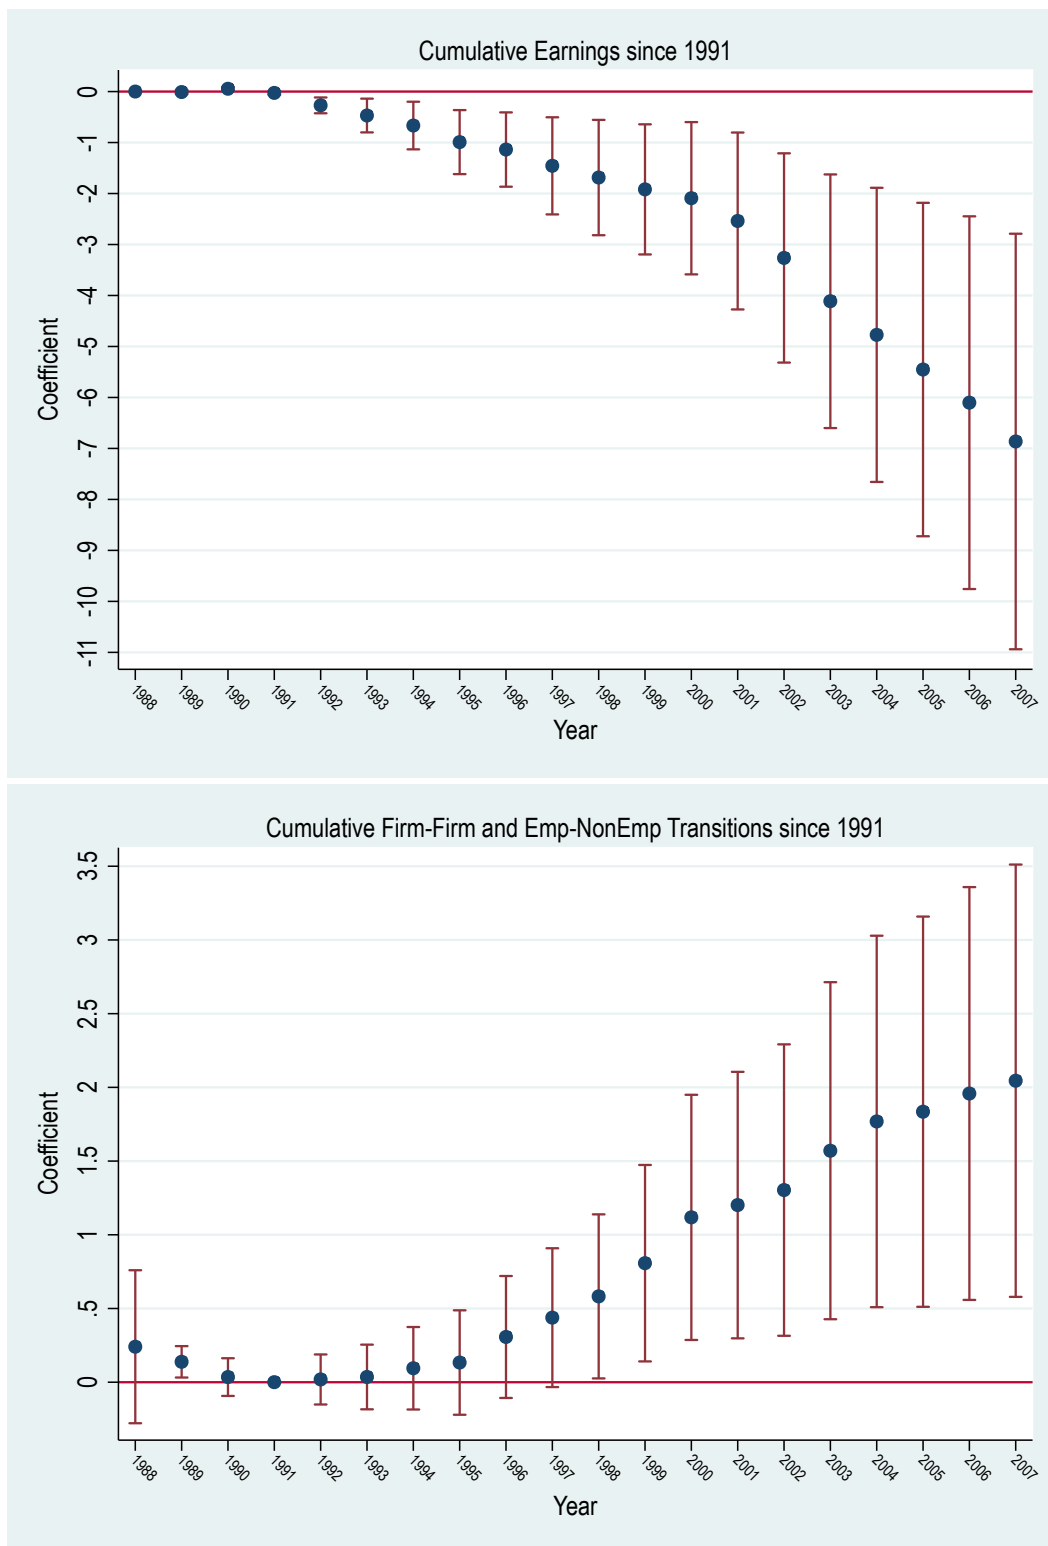 Cumulative Earnings since 1991
Coefficient
0
-1
-2
-3
-4
-5
-6
-7
-8
-9
-10
-11
1988 1989 1990 1991 1992 1993 1994 1995 1996 1997 1998 1999 2000 2001 2002 2003 2004 2005 2006 2007
Year
Cumulative Firm-Firm and Emp-NonEmp Transitions since 1991
Coefficient
3.5
3
2.5
2
1.5
1
.5
0
1988 1989 1990 1991 1992 1993 1994 1995 1996 1997 1998 1999 2000 2001 2002 2003 2004 2005 2006 2007
Year